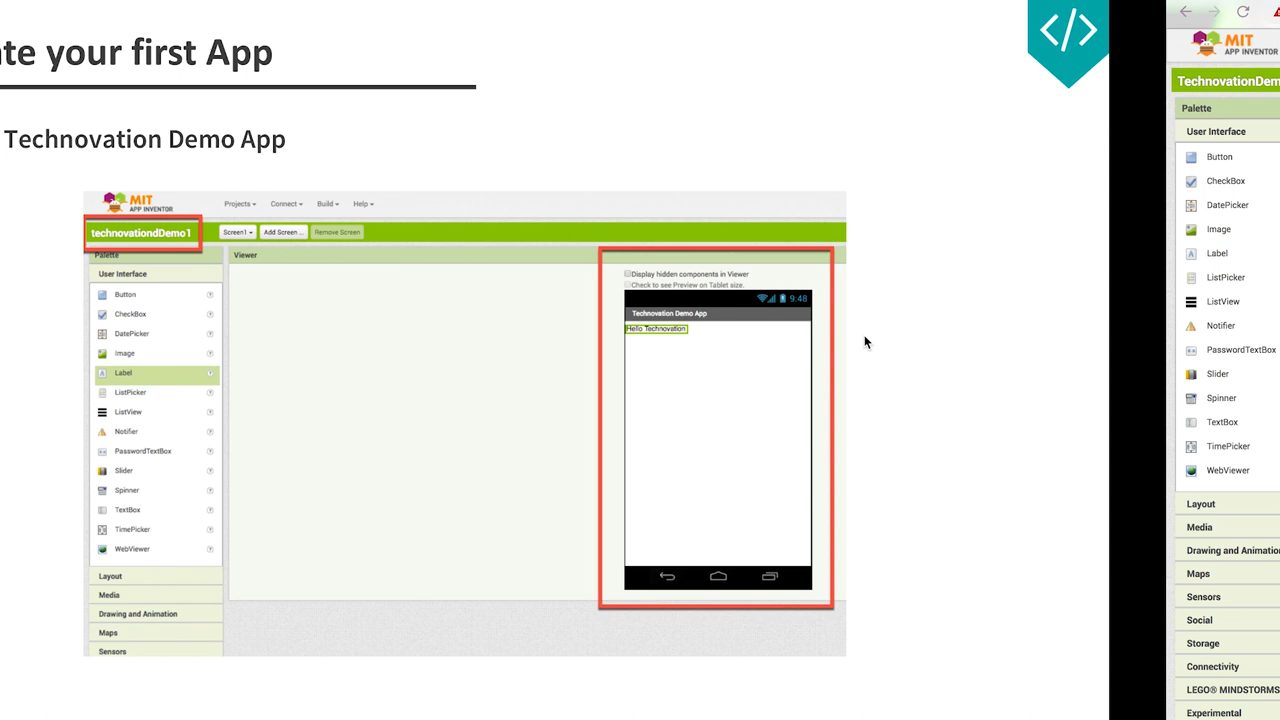 te your first App
</>
Technovation Demo App
MIT
APP INVENTOR
Projects
Connect
Build
Help
technovationdDemo1
Screen1
Add Screen ...
Remove Screen
Palette
Viewer
User Interface
Button
CheckBox
DatePicker
Image
Label
ListPicker
ListView
Notifier
PasswordTextBox
Slider
Spinner
TextBox
TimePicker
WebViewer
Layout
Media
Drawing and Animation
Maps
Sensors
Display hidden components in Viewer
Check to see Preview on Tablet size.
9:48
Technovation Demo App
Hello Technovation
MIT
APP INVENTOR
TechnovationDem
Palette
User Interface
Button
CheckBox
DatePicker
Image
Label
ListPicker
ListView
Notifier
PasswordTextBox
Slider
Spinner
TextBox
TimePicker
WebViewer
Layout
Media
Drawing and Animation
Maps
Sensors
Social
Storage
Connectivity
LEGO® MINDSTORMS
Experimental